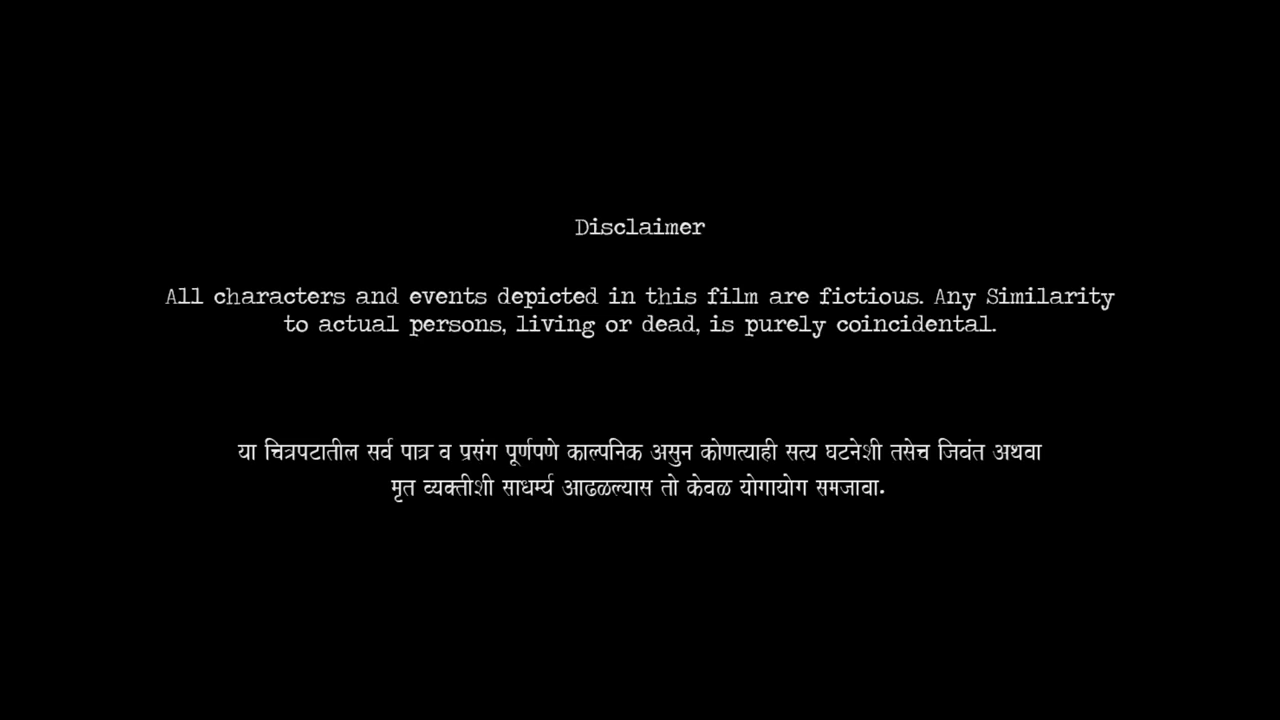 Disclaimer
All characters and events depicted in this film are fictious. Any Similarity
to actual persons, living or dead, is purely coincidental.
या चित्रपटातील सर्व पात्र व प्रसंग पूर्णपणे काल्पनिक असुन कोणत्याही सत्य घटनेशी तसेच जिवंत अथवा
मृत व्यक्तीशी साधर्म्य आढळल्यास तो केवळ योगायोग समजावा.